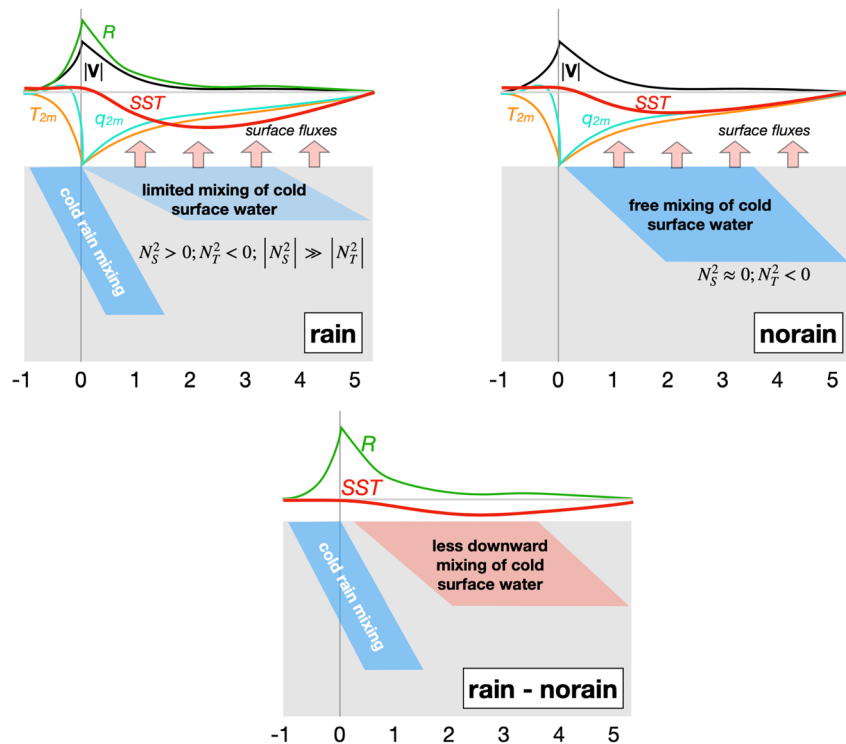 R
|V|
SST
T2m
q2m
surface fluxes
limited mixing of cold
surface water
cold rain mixing
N_S^2 > 0; N_T^2 < 0; |N_S^2| ≫ |N_T^2|
rain
-1 0 1 2 3 4 5
|V|
SST
T2m
q2m
surface fluxes
free mixing of cold
surface water
N_S^2 ≈ 0; N_T^2 < 0
norain
-1 0 1 2 3 4 5
R
SST
less downward
mixing of cold
surface water
cold rain mixing
rain - norain
-1 0 1 2 3 4 5